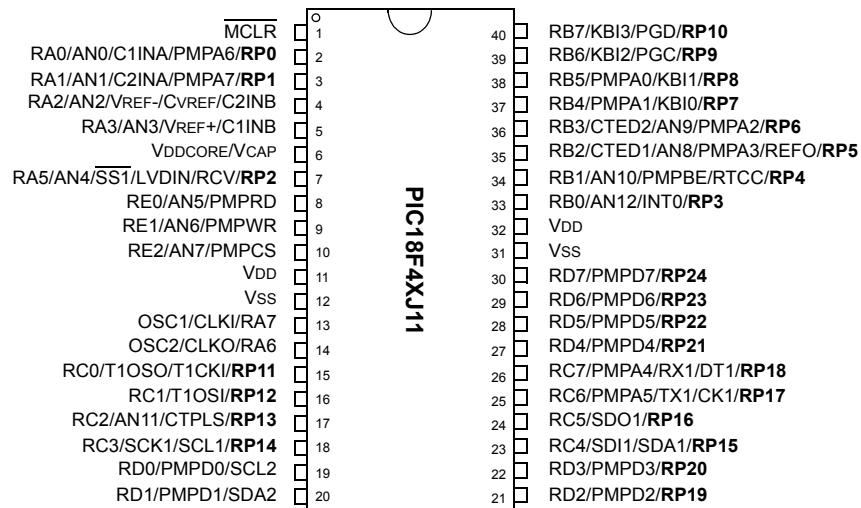 MCLR 1
RA0/AN0/C1INA/PMPA6/RP0 2
RA1/AN1/C2INA/PMPA7/RP1 3
RA2/AN2/VREF-/CVREF/C2INB 4
RA3/AN3/VREF+/C1INB 5
VDDCORE/VCAP 6
RA5/AN4/SS1/LVDIN/RCV/RP2 7
RE0/AN5/PMPRD 8
RE1/AN6/PMPWR 9
RE2/AN7/PMPCS 10
VDD 11
VSS 12
OSC1/CLKI/RA7 13
OSC2/CLKO/RA6 14
RC0/T1OSO/T1CKI/RP11 15
RC1/T1OSI/RP12 16
RC2/AN11/CTPLS/RP13 17
RC3/SCK1/SCL1/RP14 18
RD0/PMPD0/SCL2 19
RD1/PMPD1/SDA2 20
PIC18F4XJ11
40 RB7/KBI3/PGD/RP10
39 RB6/KBI2/PGC/RP9
38 RB5/PMPA0/KBI1/RP8
37 RB4/PMPA1/KBI0/RP7
36 RB3/CTED2/AN9/PMPA2/RP6
35 RB2/CTED1/AN8/PMPA3/REFO/RP5
34 RB1/AN10/PMPBE/RTCC/RP4
33 RB0/AN12/INT0/RP3
32 VDD
31 VSS
30 RD7/PMPD7/RP24
29 RD6/PMPD6/RP23
28 RD5/PMPD5/RP22
27 RD4/PMPD4/RP21
26 RC7/PMPA4/RX1/DT1/RP18
25 RC6/PMPA5/TX1/CK1/RP17
24 RC5/SDO1/RP16
23 RC4/SDI1/SDA1/RP15
22 RD3/PMPD3/RP20
21 RD2/PMPD2/RP19